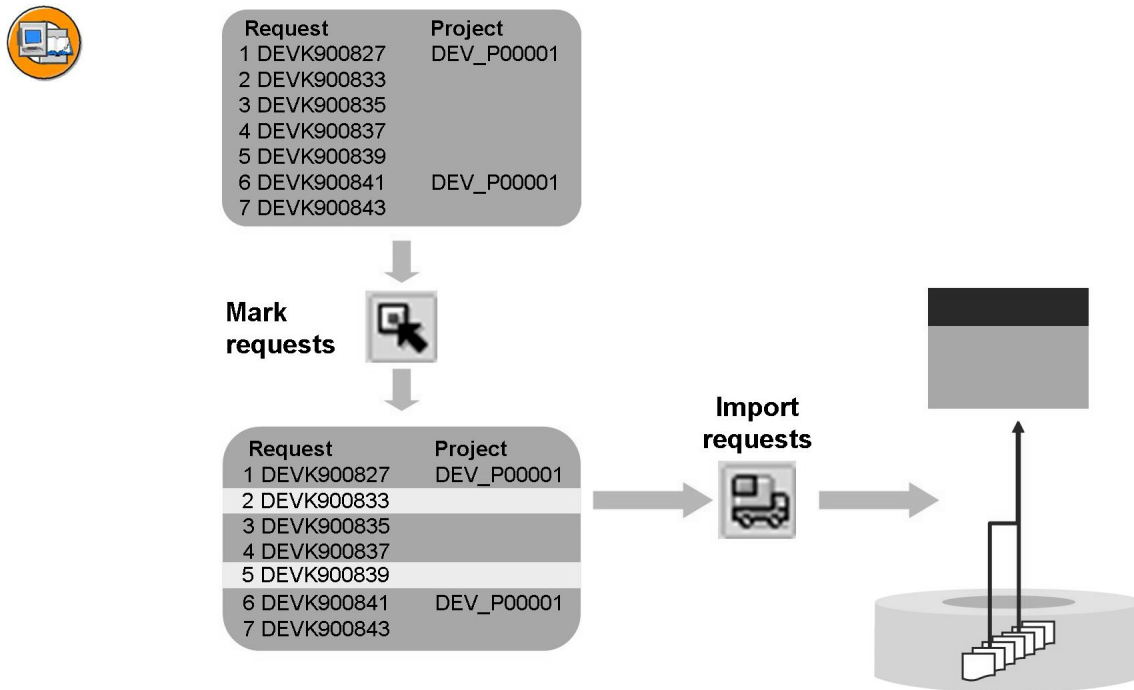 Request Project
1 DEVK900827 DEV_P00001
2 DEVK900833
3 DEVK900835
4 DEVK900837
5 DEVK900839
6 DEVK900841 DEV_P00001
7 DEVK900843
Mark
requests
Request Project
1 DEVK900827 DEV_P00001
2 DEVK900833
3 DEVK900835
4 DEVK900837
5 DEVK900839
6 DEVK900841 DEV_P00001
7 DEVK900843
Import
requests